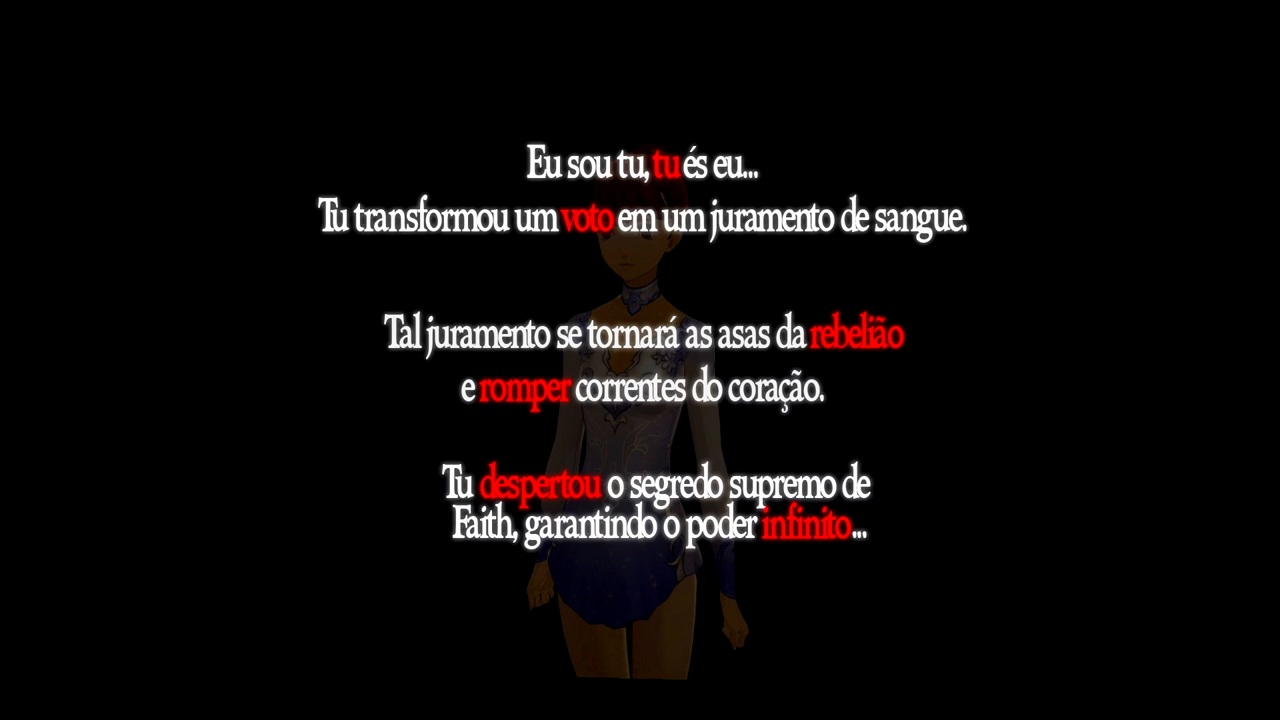 Eu sou tu, tu és eu...
Tu transformou um voto em um juramento de sangue.
Tal juramento se tornará as asas da rebelião
e romper correntes do coração.
Tu despertou o segredo supremo de
Faith, garantindo o poder infinito...